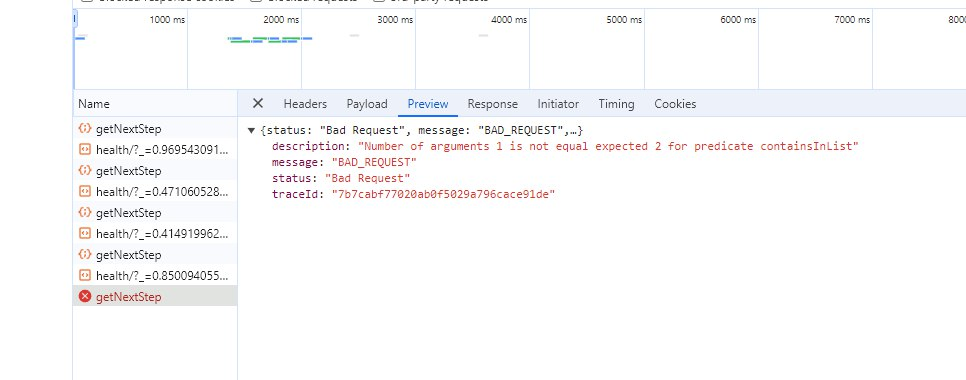 1000 ms 2000 ms 3000 ms 4000 ms 5000 ms 6000 ms 7000 ms 8000
Name
Headers Payload Preview Response Initiator Timing Cookies
getNextStep
health/?_=0.969543091...
getNextStep
health/?_=0.471060528...
getNextStep
health/?_=0.414919962...
getNextStep
health/?_=0.850094055...
getNextStep
{status: "Bad Request", message: "BAD_REQUEST",…}
description: "Number of arguments 1 is not equal expected 2 for predicate containsInList"
message: "BAD_REQUEST"
status: "Bad Request"
traceId: "7b7cabf77020ab0f5029a796cace91de"